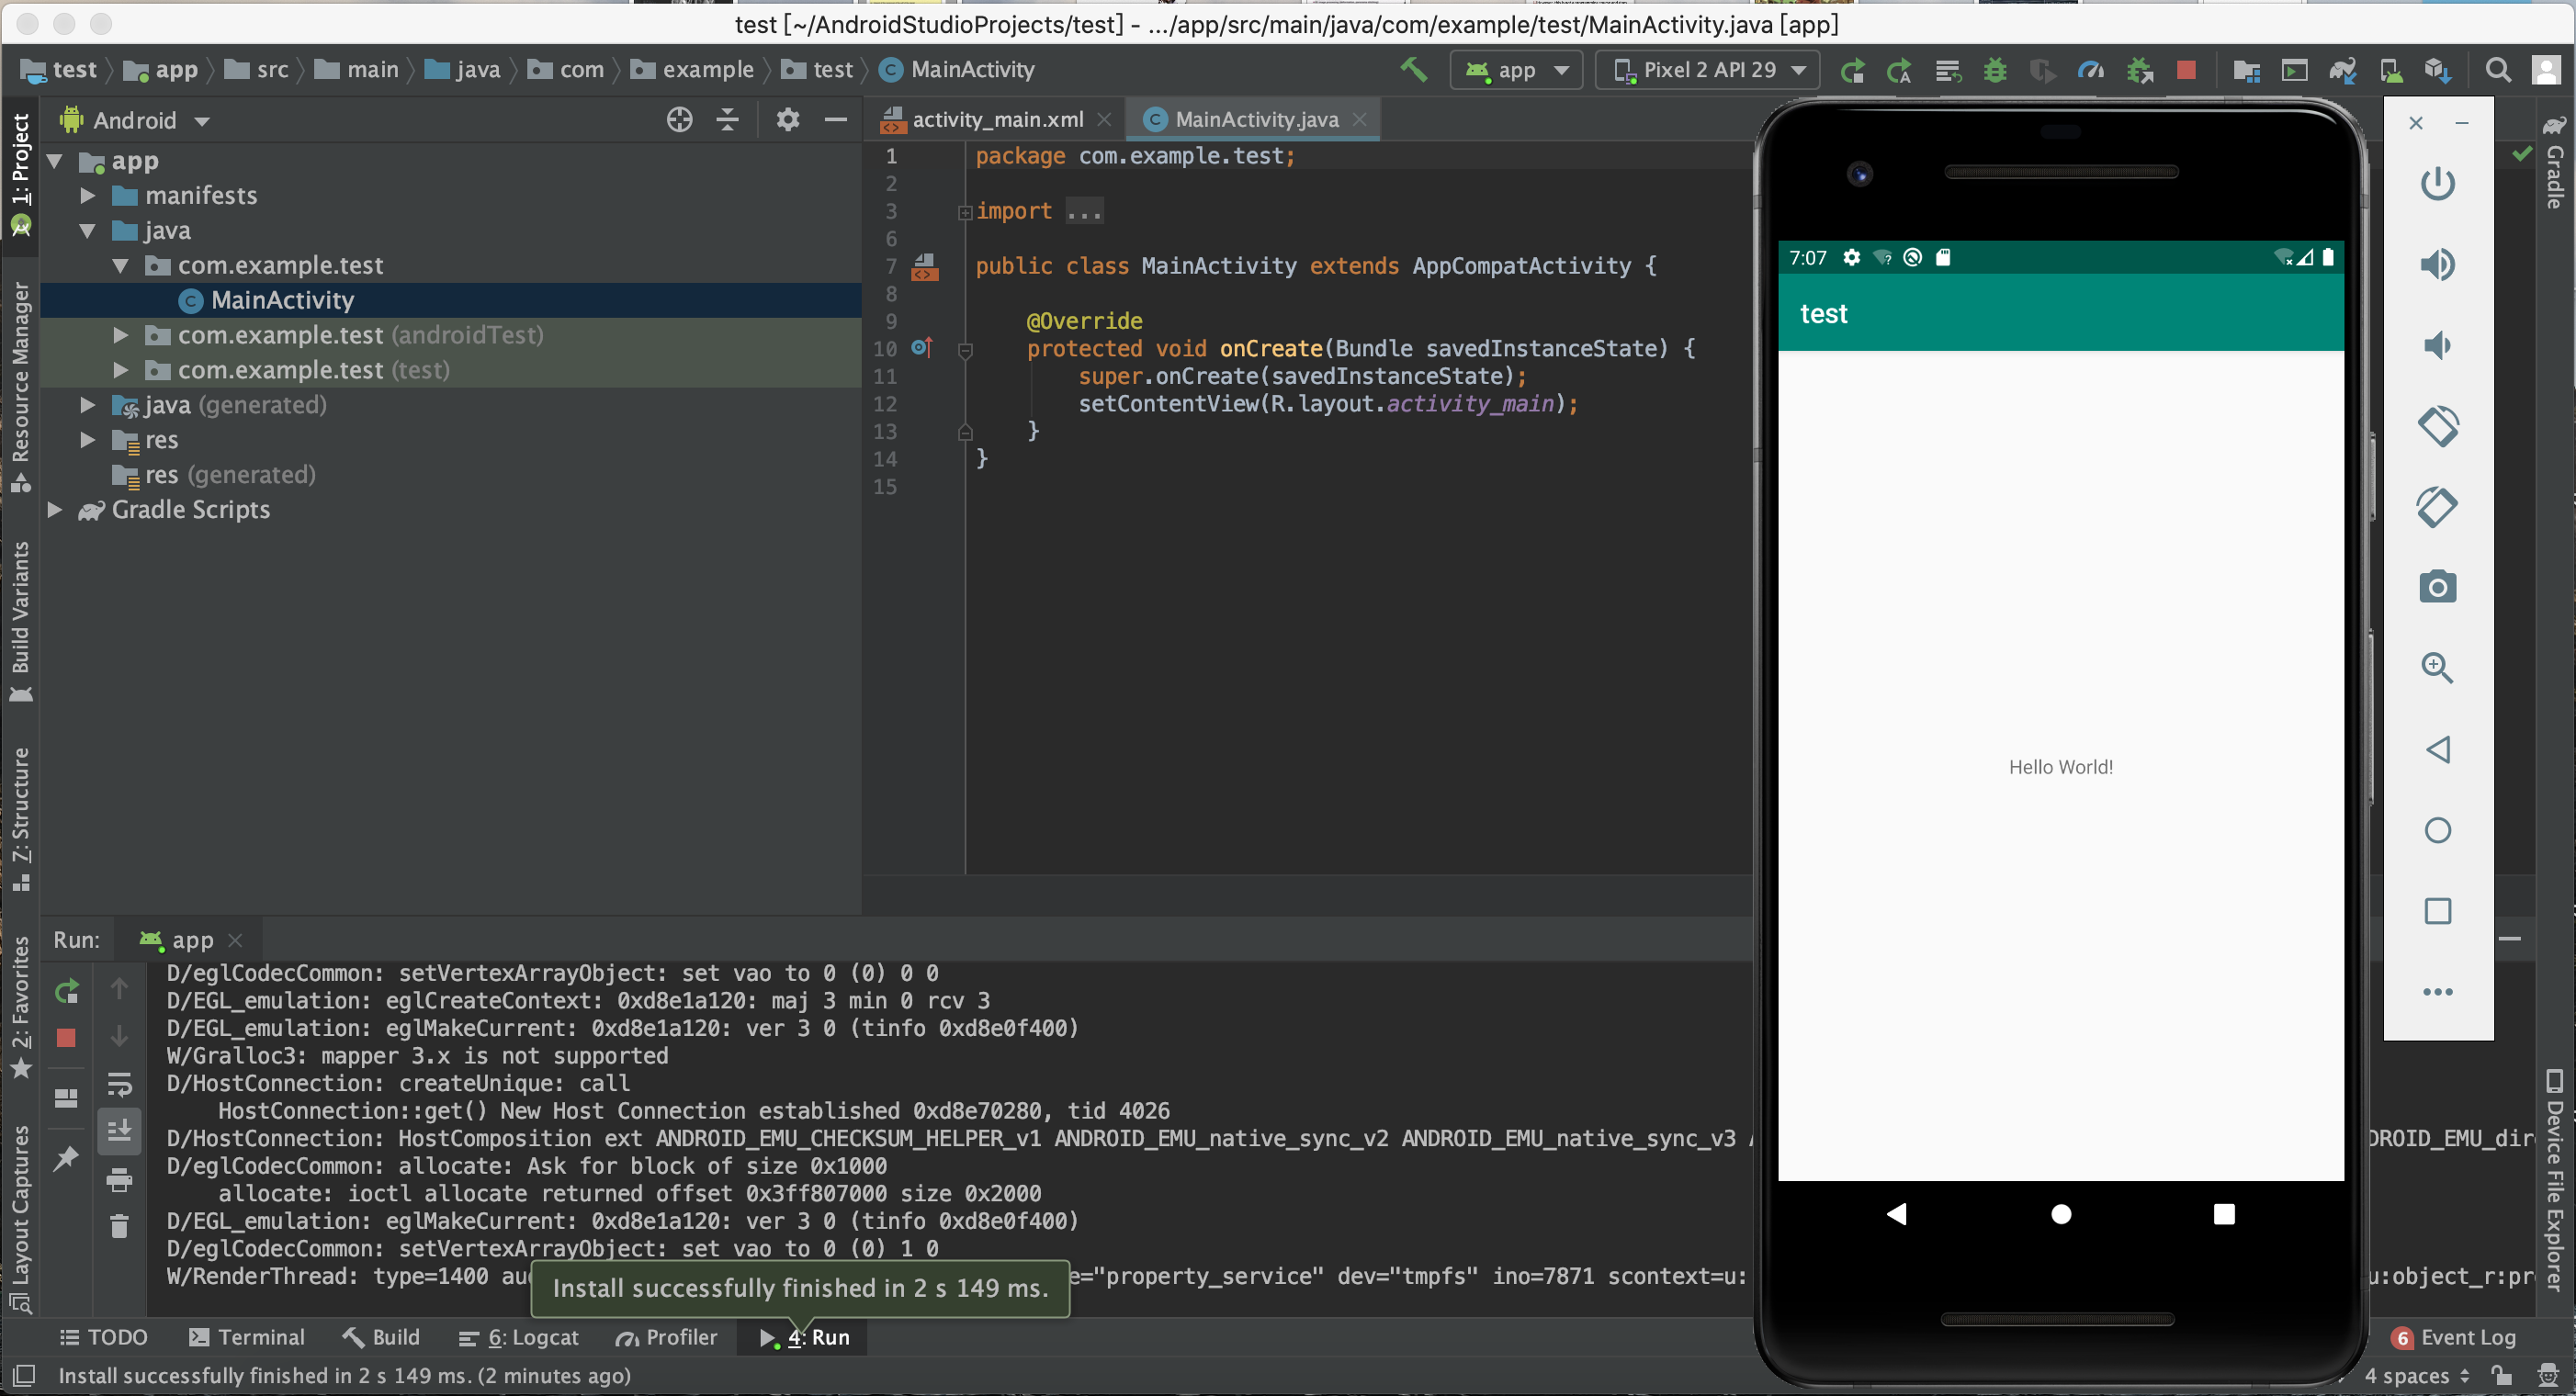 test [~/AndroidStudioProjects/test] - .../app/src/main/java/com/example/test/MainActivity.java [app]
test app src main java com example test MainActivity
app Pixel 2 API 29
Android
activity_main.xml MainActivity.java
1: Project
Resource Manager
Build Variants
Z: Structure
2: Favorites
Layout Captures
app
manifests
java
com.example.test
MainActivity
com.example.test (androidTest)
com.example.test (test)
java (generated)
res
res (generated)
Gradle Scripts
1 package com.example.test;
2
3 import ...
6
7 public class MainActivity extends AppCompatActivity {
8
9 @Override
10 protected void onCreate(Bundle savedInstanceState) {
11 super.onCreate(savedInstanceState);
12 setContentView(R.layout.activity_main);
13 }
14 }
15
7:07
test
Hello World!
Gradle
Device File Explorer
Run: app
D/eglCodecCommon: setVertexArrayObject: set vao to 0 (0) 0 0
D/EGL_emulation: eglCreateContext: 0xd8e1a120: maj 3 min 0 rcv 3
D/EGL_emulation: eglMakeCurrent: 0xd8e1a120: ver 3 0 (tinfo 0xd8e0f400)
W/Gralloc3: mapper 3.x is not supported
D/HostConnection: createUnique: call
HostConnection::get() New Host Connection established 0xd8e70280, tid 4026
D/HostConnection: HostComposition ext ANDROID_EMU_CHECKSUM_HELPER_v1 ANDROID_EMU_native_sync_v2 ANDROID_EMU_native_sync_v3 DROID_EMU_dir
D/eglCodecCommon: allocate: Ask for block of size 0x1000
allocate: ioctl allocate returned offset 0x3ff807000 size 0x2000
D/EGL_emulation: eglMakeCurrent: 0xd8e1a120: ver 3 0 (tinfo 0xd8e0f400)
D/eglCodecCommon: setVertexArrayObject: set vao to 0 (0) 1 0
W/RenderThread: type=1400 au e="property_service" dev="tmpfs" ino=7871 scontext=u: u:object_r:pr
Install successfully finished in 2 s 149 ms.
TODO Terminal Build 6: Logcat Profiler 4: Run 6 Event Log
Install successfully finished in 2 s 149 ms. (2 minutes ago) 4 spaces